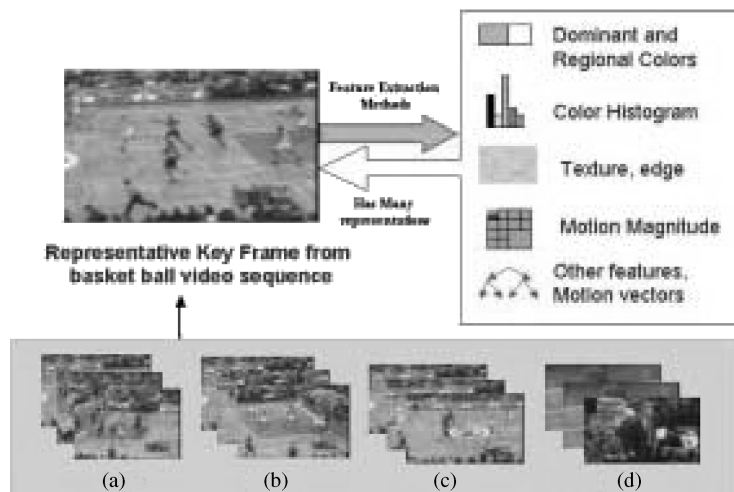 Feature Extraction
Methods
Has Many
representations
Dominant and
Regional Colors
Color Histogram
Texture, edge
Motion Magnitude
Other features,
Motion vectors
Representative Key Frame from
basket ball video sequence
(a) (b) (c) (d)